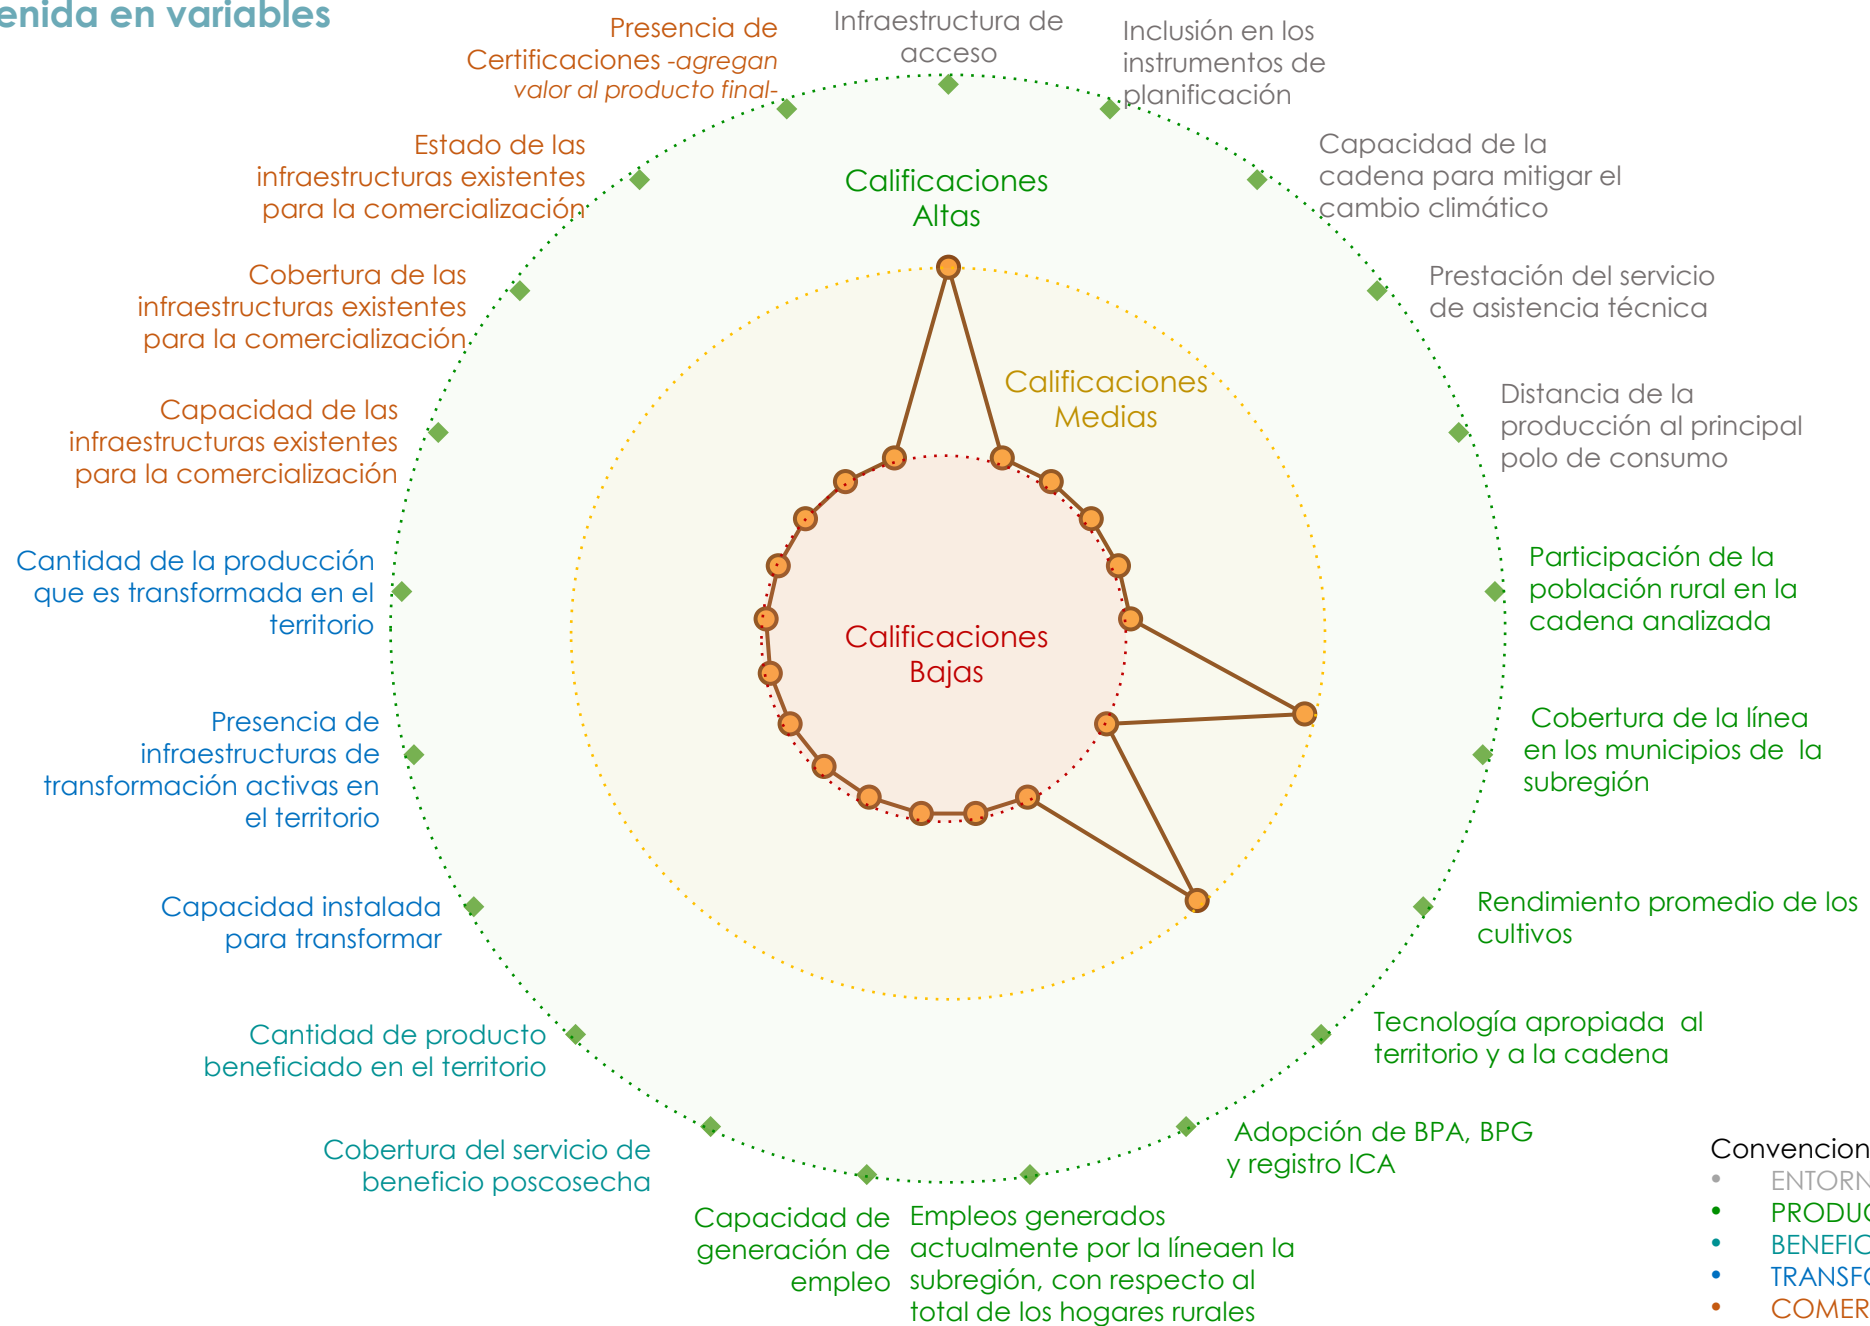 enida en variables
Infraestructura de
acceso
Inclusión en los
instrumentos de
planificación
Capacidad de la
cadena para mitigar el
cambio climático
Prestación del servicio
de asistencia técnica
Distancia de la
producción al principal
polo de consumo
Participación de la
población rural en la
cadena analizada
Cobertura de la línea
en los municipios de la
subregión
Rendimiento promedio de los
cultivos
Tecnología apropiada al
territorio y a la cadena
Adopción de BPA, BPG
y registro ICA
Empleos generados
actualmente por la líneaen la
subregión, con respecto al
total de los hogares rurales
Capacidad de
generación de
empleo
Cobertura del servicio de
beneficio poscosecha
Cantidad de producto
beneficiado en el territorio
Capacidad instalada
para transformar
Presencia de
infraestructuras de
transformación activas en
el territorio
Cantidad de la producción
que es transformada en el
territorio
Capacidad de las
infraestructuras existentes
para la comercialización
Cobertura de las
infraestructuras existentes
para la comercialización
Estado de las
infraestructuras existentes
para la comercialización
Presencia de
Certificaciones -agregan
valor al producto final-
Calificaciones
Altas
Calificaciones
Medias
Calificaciones
Bajas
Convencion
• ENTORN
• PRODUC
• BENEFIC
• TRANSFO
• COMER